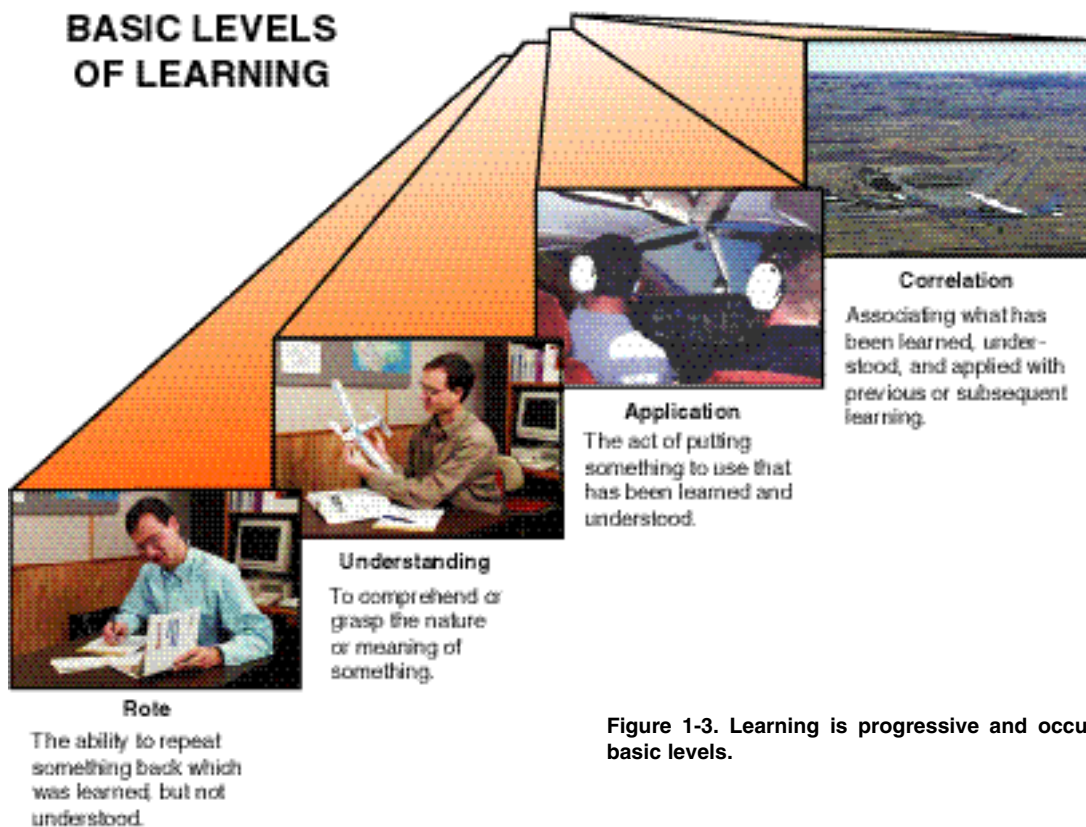 BASIC LEVELS
OF LEARNING
Rote
The ability to repeat
something back which
was learned, but not
understood.
Understanding
To comprehend or
grasp the nature
or meaning of
something.
Application
The act of putting
something to use that
has been learned and
understood.
Correlation
Associating what has
been learned, under-
stood, and applied with
previous or subsequent
learning.
Figure 1-3. Learning is progressive and occu
basic levels.